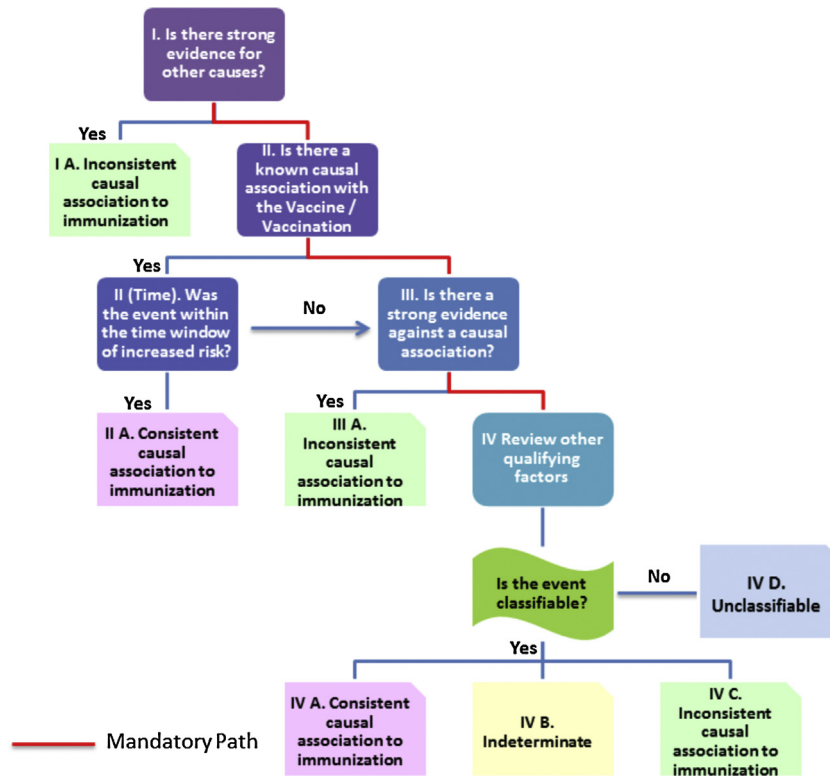 I. Is there strong
evidence for
other causes?
Yes
I A. Inconsistent
causal
association to
immunization
II. Is there a
known causal
association with
the Vaccine /
Vaccination
Yes
II (Time). Was
the event within
the time window
of increased risk?
No
III. Is there a
strong evidence
against a causal
association?
Yes
II A. Consistent
causal
association to
immunization
Yes
III A.
Inconsistent
causal
association to
immunization
IV Review other
qualifying
factors
Is the event
classifiable?
No
IV D.
Unclassifiable
Yes
IV A. Consistent
causal
association to
immunization
IV B.
Indeterminate
IV C.
Inconsistent
causal
association to
immunization
Mandatory Path